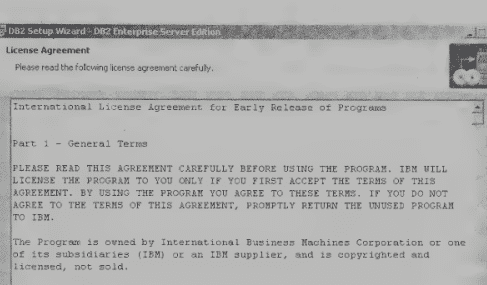 DB2 Setup Wizard - DB2 Enterprise Server Edition
License Agreement
Please read the following license agreement carefully.
International License Agreement for Early Release of Programs
Part 1 - General Terms
PLEASE READ THIS AGREEMENT CAREFULLY BEFORE USING THE PROGRAM. IBM WILL
LICENSE THE PROGRAM TO YOU ONLY IF YOU FIRST ACCEPT THE TERMS OF THIS
AGREEMENT. BY USING THE PROGRAM YOU AGREE TO THESE TERMS. IF YOU DO NOT
AGREE TO THE TERMS OF THIS AGREEMENT, PROMPTLY RETURN THE UNUSED PROGRAM
TO IBM.
The Program is owned by International Business Machines Corporation or one
of its subsidiaries (IBM) or an IBM supplier, and is copyrighted and
licensed, not sold.